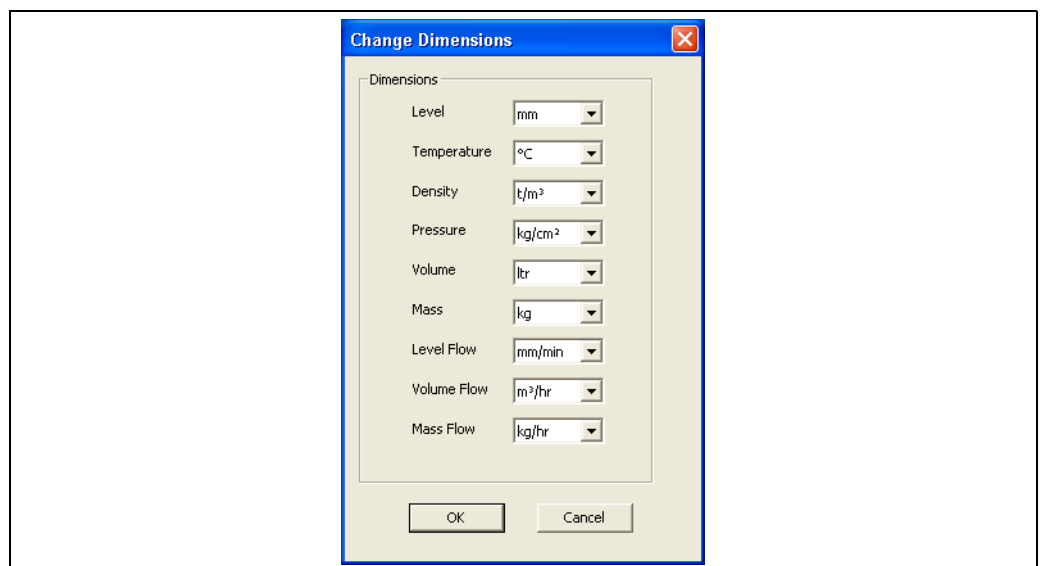 Change Dimensions
Dimensions
Level mm
Temperature °C
Density t/m³
Pressure kg/cm²
Volume ltr
Mass kg
Level Flow mm/min
Volume Flow m³/hr
Mass Flow kg/hr
OK Cancel